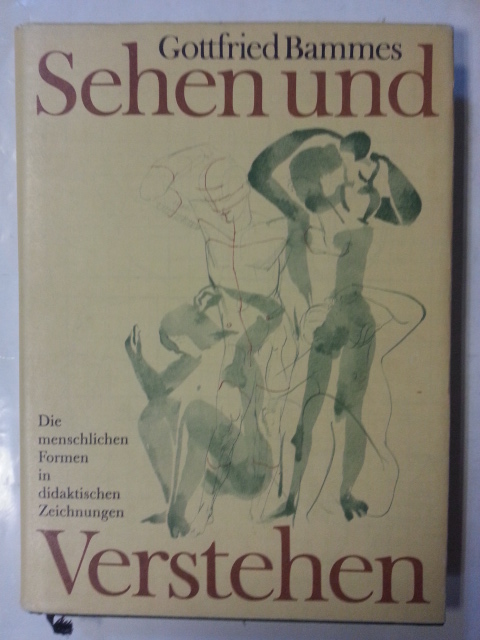 Gottfried Bammes
Sehen und
Die
menschlichen
Formen
in
didaktischen
Zeichnungen
Verstehen